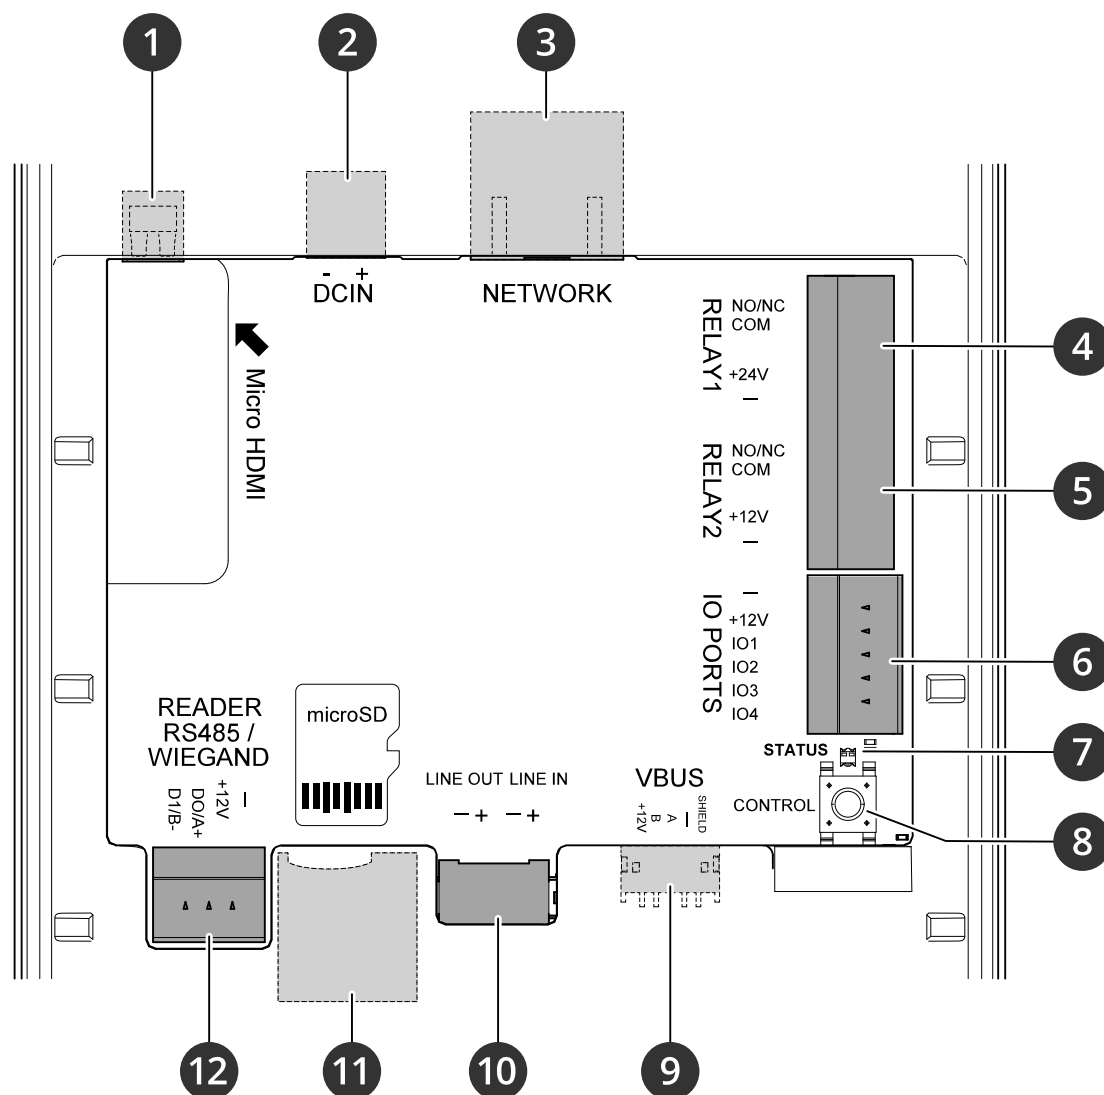 1
2
3
- +
DCIN
NETWORK
Micro HDMI
RELAY1
NO/NC
COM
+24V
—
4
RELAY2
NO/NC
COM
+12V
—
5
IO PORTS
—
+12V
IO1
IO2
IO3
IO4
6
STATUS
7
CONTROL
8
READER
RS485 /
WIEGAND
D1/B-
DO/A+
+12V
—
microSD
LINE OUT LINE IN
— + — +
VBUS
+12V
B
A
—
SHIELD
12
11
10
9